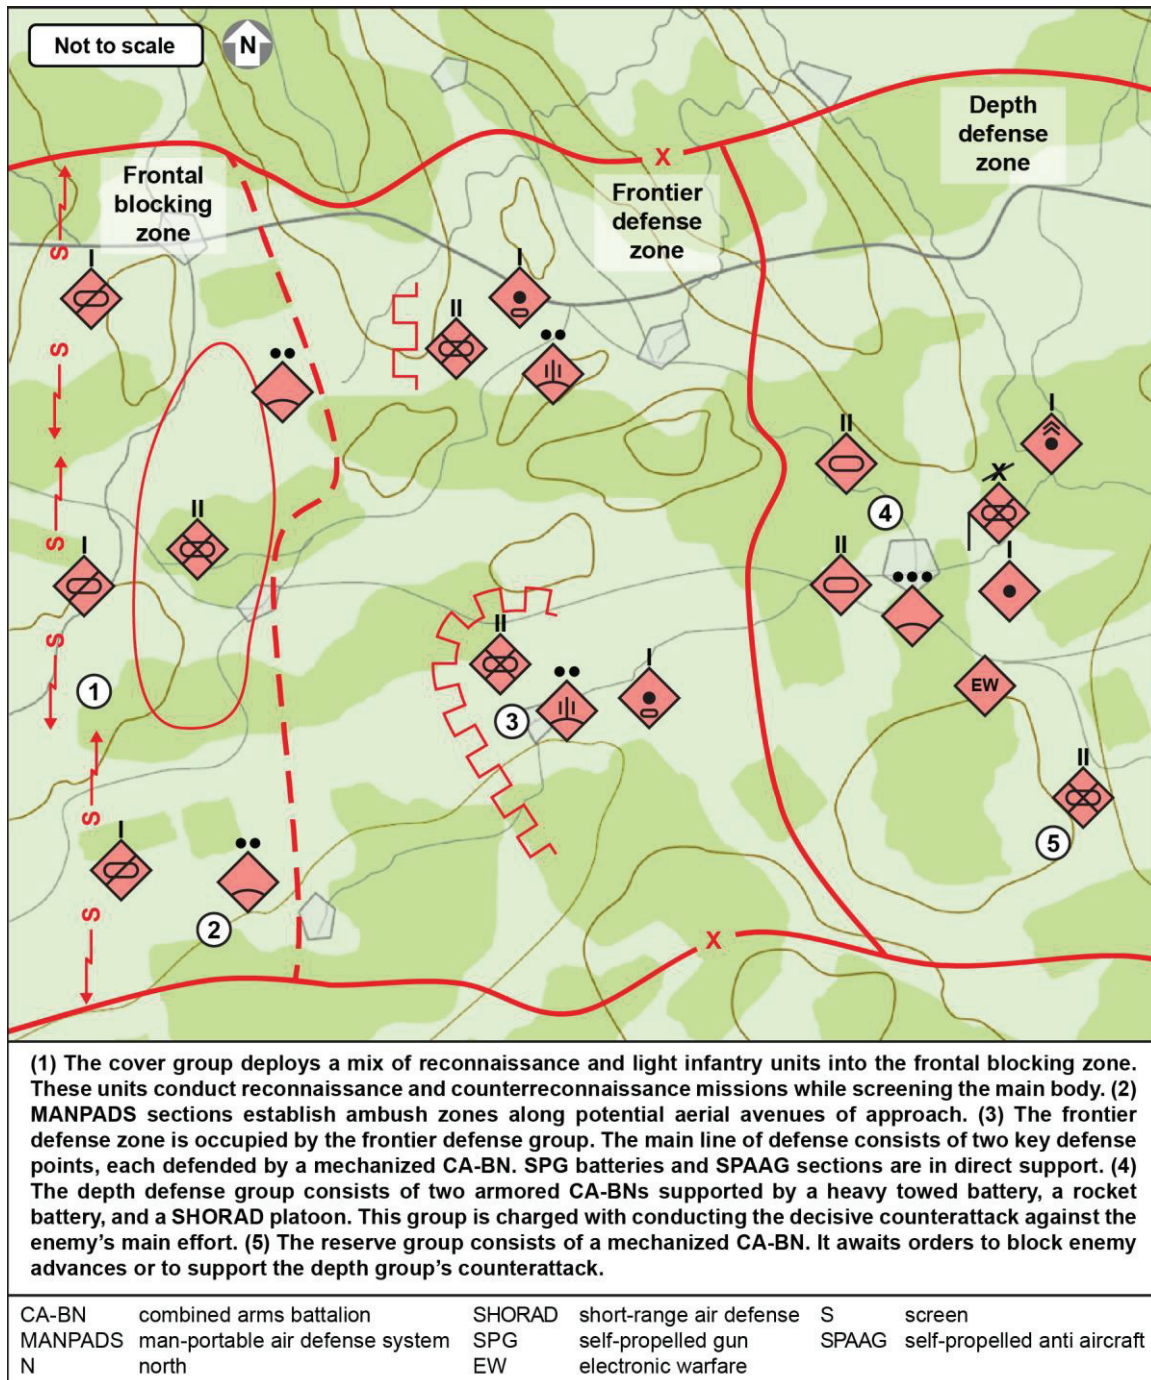 Not to scale
N
Depth
defense
zone
X
Frontal
blocking
zone
Frontier
defense
zone
S
I
I
II
S
II
I
S
X
II
S
I
II
I
II
EW
1
S
3
I
II
S
I
5
S
2
X
4
(1) The cover group deploys a mix of reconnaissance and light infantry units into the frontal blocking zone.
These units conduct reconnaissance and counterreconnaissance missions while screening the main body. (2)
MANPADS sections establish ambush zones along potential aerial avenues of approach. (3) The frontier
defense zone is occupied by the frontier defense group. The main line of defense consists of two key defense
points, each defended by a mechanized CA-BN. SPG batteries and SPAAG sections are in direct support. (4)
The depth defense group consists of two armored CA-BNs supported by a heavy towed battery, a rocket
battery, and a SHORAD platoon. This group is charged with conducting the decisive counterattack against the
enemy's main effort. (5) The reserve group consists of a mechanized CA-BN. It awaits orders to block enemy
advances or to support the depth group's counterattack.
CA-BN combined arms battalion SHORAD short-range air defense S screen
MANPADS man-portable air defense system SPG self-propelled gun SPAAG self-propelled anti aircraft
N north EW electronic warfare